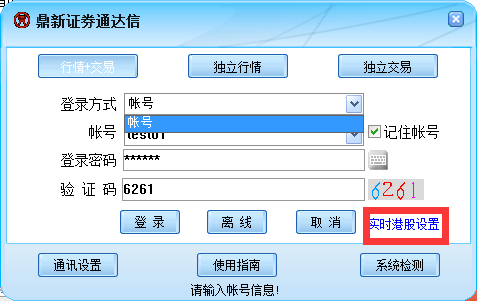 鼎新证券通达信
行情+交易 独立行情 独立交易
登录方式 帐号
帐号
帐号 test01 记住帐号
登录密码 ******
验证码 6261 6261
登录 离线 取消 实时港股设置
通讯设置 使用指南 系统检测
请输入帐号信息!